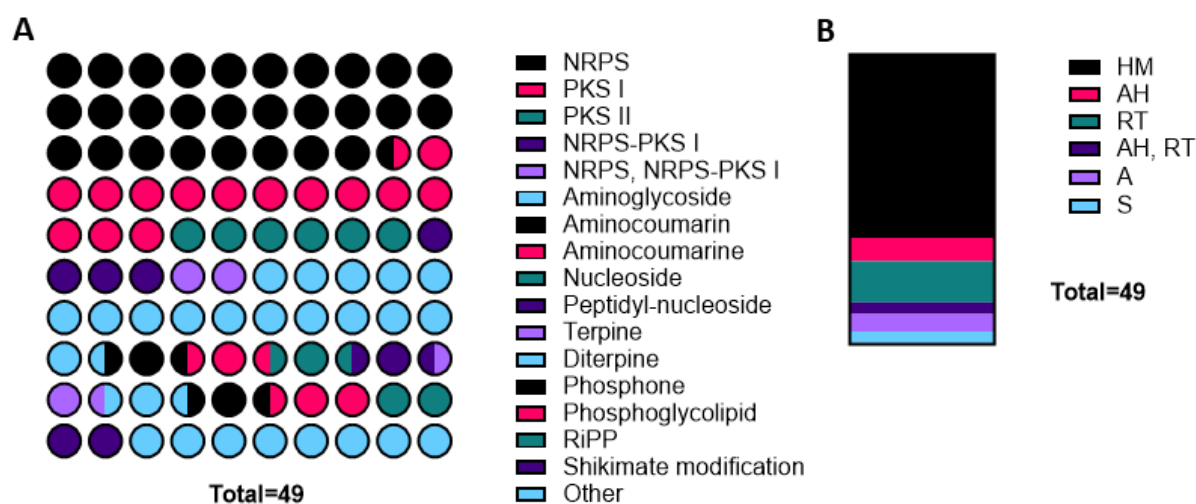 A
NRPS
PKS I
PKS II
NRPS-PKS I
NRPS, NRPS-PKS I
Aminoglycoside
Aminocoumarin
Aminocoumarine
Nucleoside
Peptidyl-nucleoside
Terpine
Diterpine
Phosphone
Phosphoglycolipid
RiPP
Shikimate modification
Other
Total=49
B
HM
AH
RT
AH, RT
A
S
Total=49